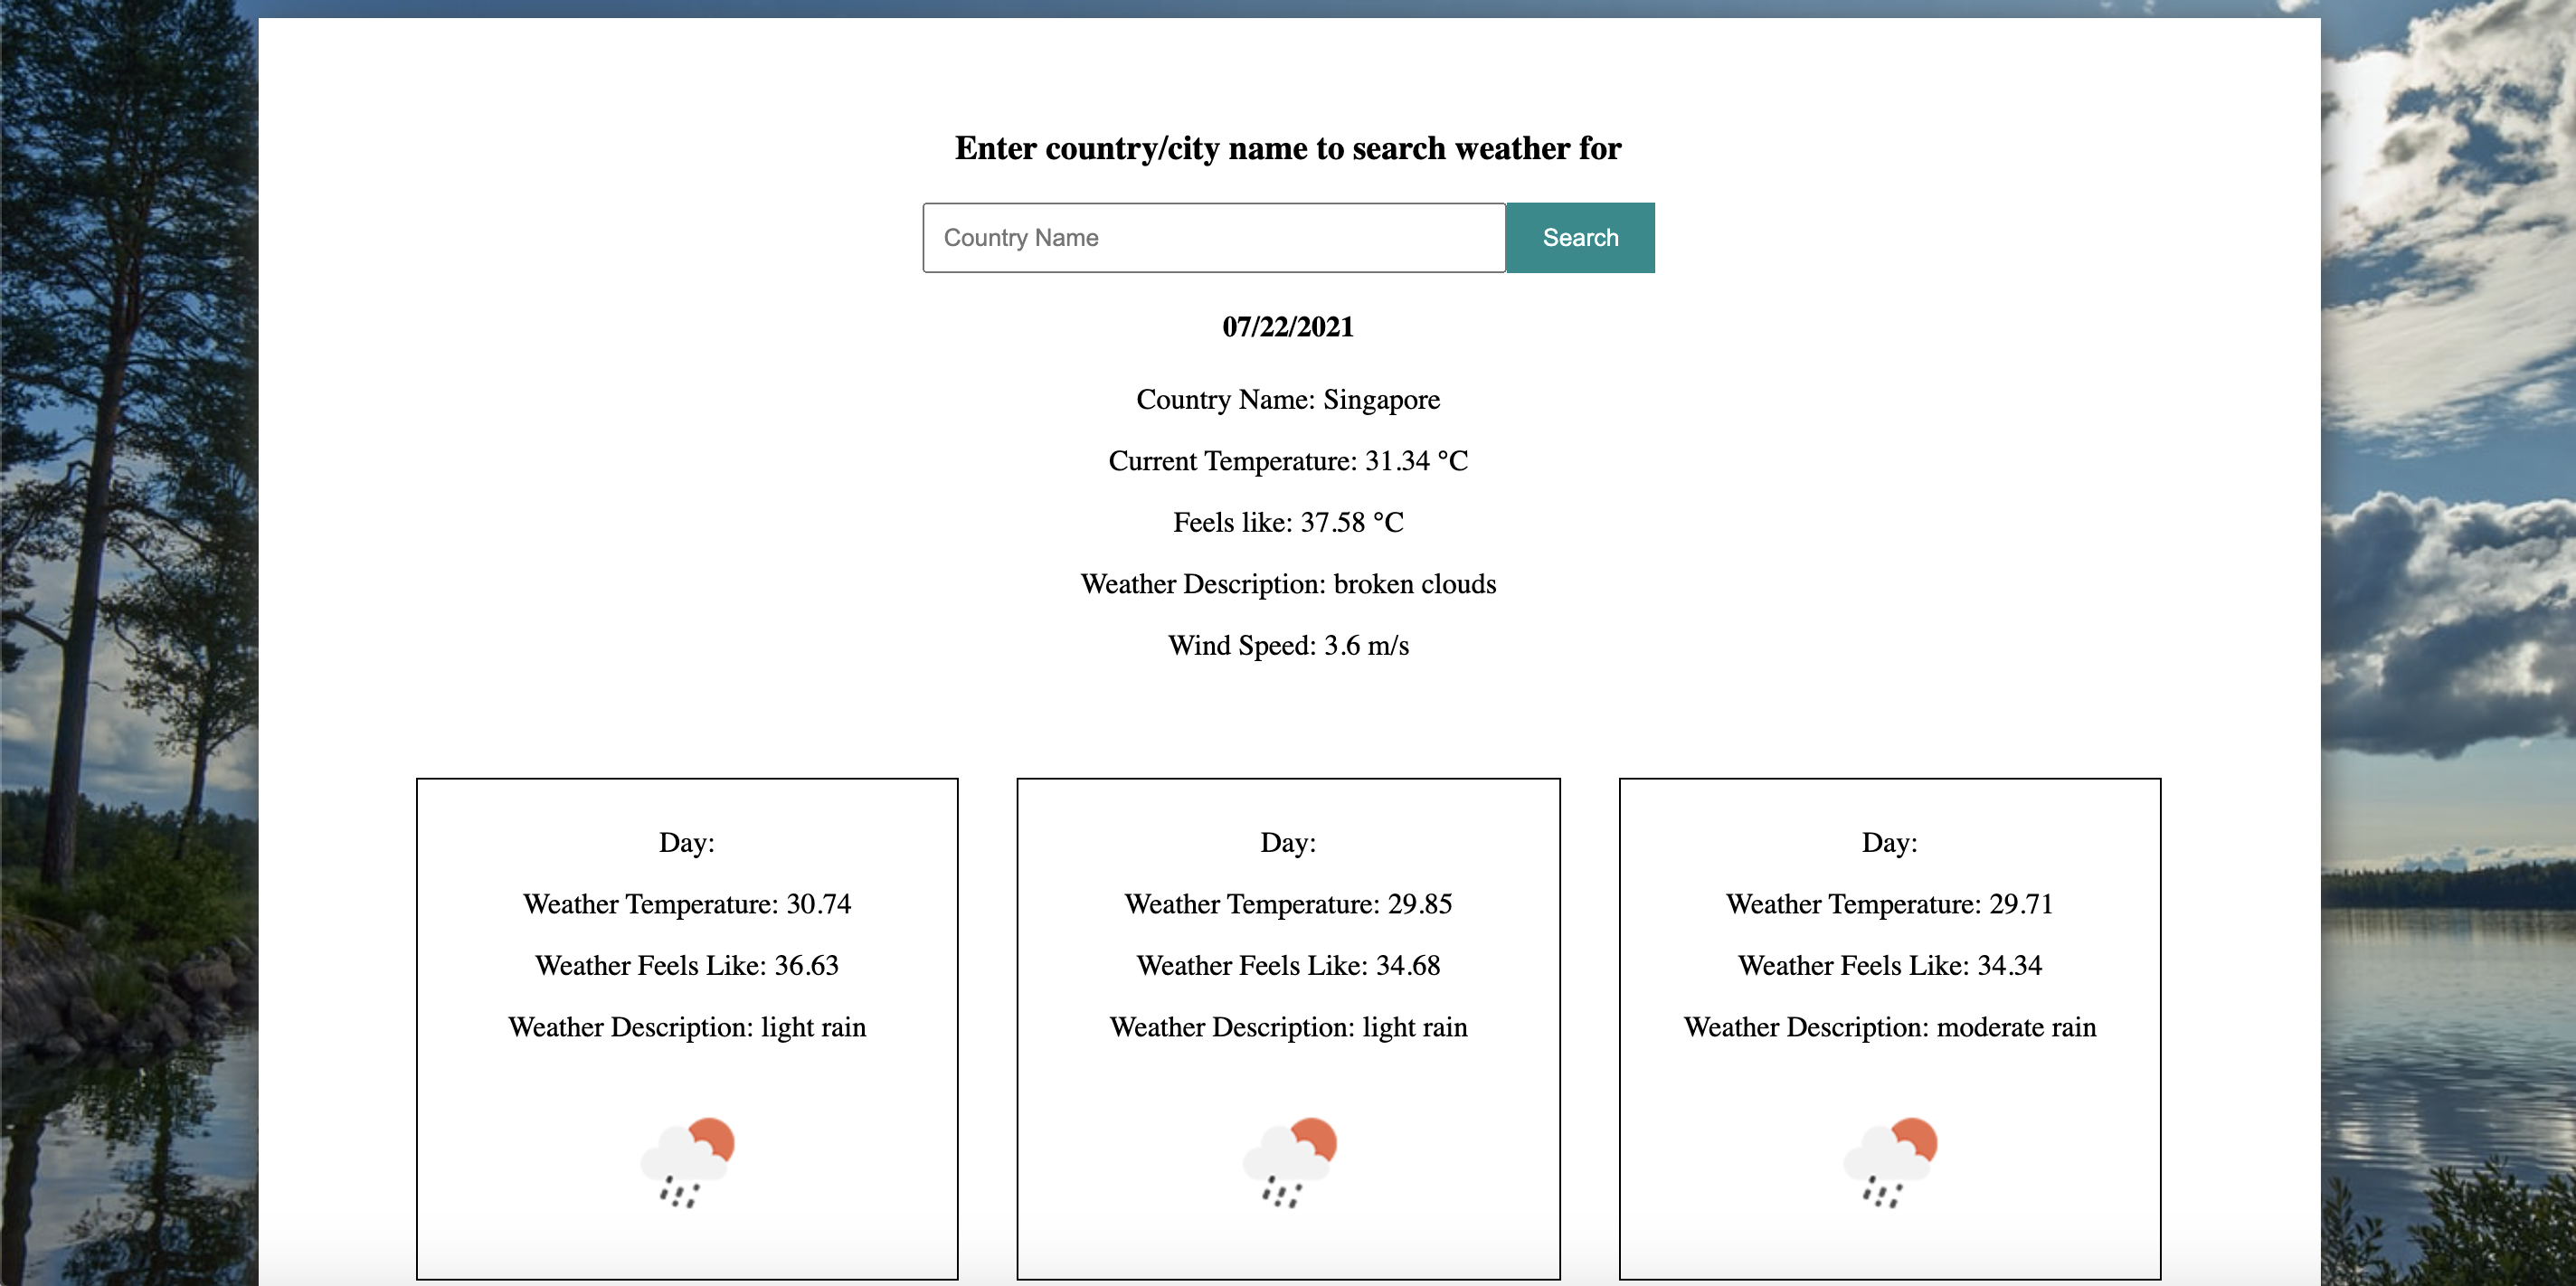 Enter country/city name to search weather for
Country Name
Search
07/22/2021
Country Name: Singapore
Current Temperature: 31.34 °C
Feels like: 37.58 °C
Weather Description: broken clouds
Wind Speed: 3.6 m/s
Day:
Weather Temperature: 30.74
Weather Feels Like: 36.63
Weather Description: light rain
Day:
Weather Temperature: 29.85
Weather Feels Like: 34.68
Weather Description: light rain
Day:
Weather Temperature: 29.71
Weather Feels Like: 34.34
Weather Description: moderate rain